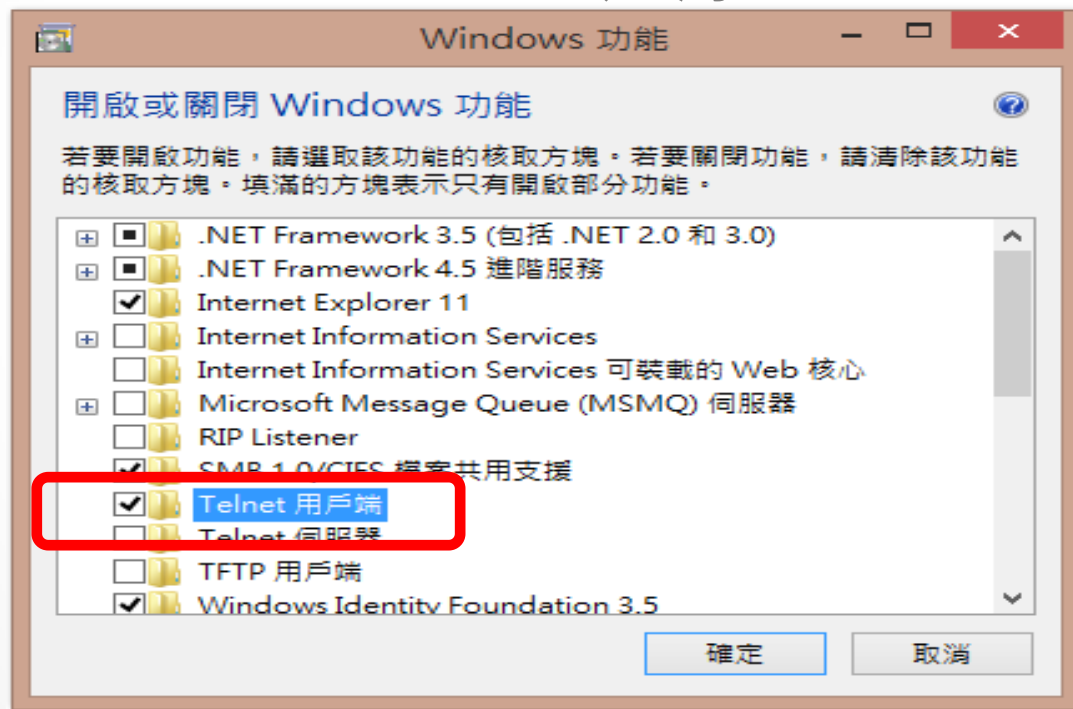 Windows 功能
開啟或關閉 Windows 功能
若要開啟功能，請選取該功能的核取方塊。若要關閉功能，請清除該功能
的核取方塊。填滿的方塊表示只有開啟部分功能。
.NET Framework 3.5 (包括 .NET 2.0 和 3.0)
.NET Framework 4.5 進階服務
Internet Explorer 11
Internet Information Services
Internet Information Services 可裝載的 Web 核心
Microsoft Message Queue (MSMQ) 伺服器
RIP Listener
SMB 1.0/CIFS 檔案共用支援
Telnet 用戶端
Telnet 伺服器
TFTP 用戶端
Windows Identity Foundation 3.5
確定
取消